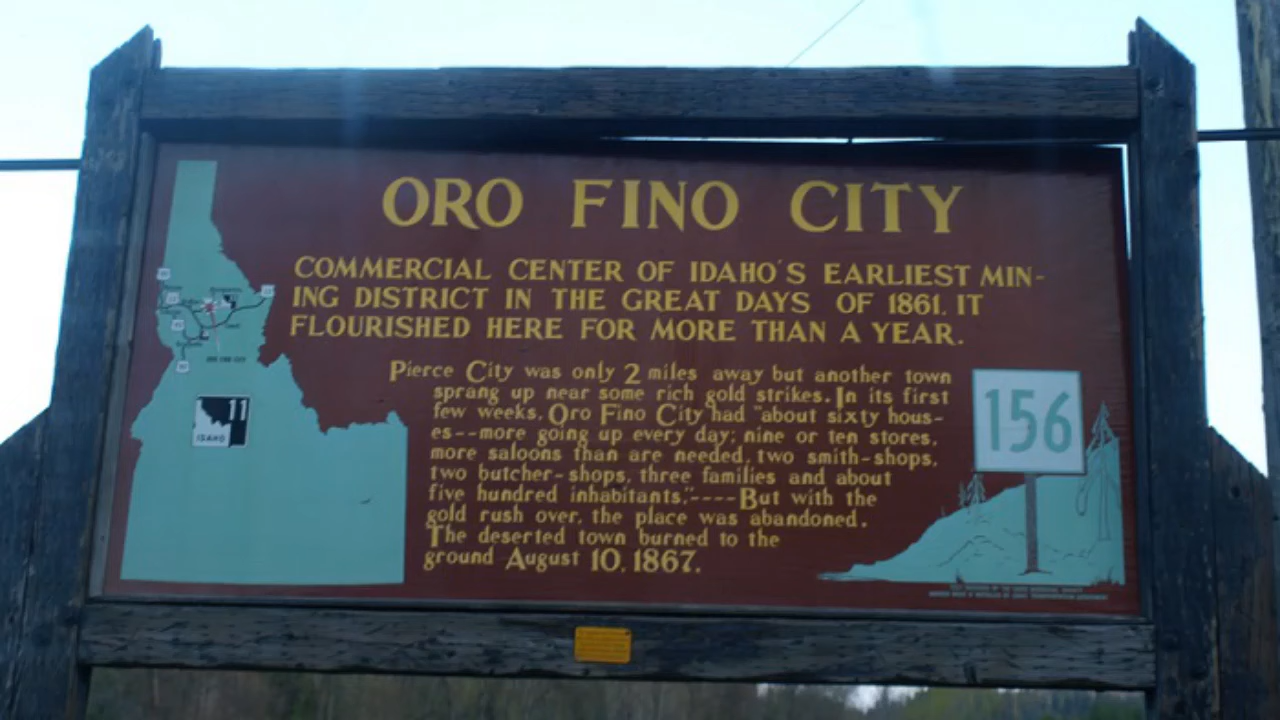 ORO FINO CITY
COMMERCIAL CENTER OF IDAHO'S EARLIEST MIN-
ING DISTRICT IN THE GREAT DAYS OF 1861. IT
FLOURISHED HERE FOR MORE THAN A YEAR.
Pierce City was only 2 miles away but another town
sprang up near some rich gold strikes. In its first
few weeks, Oro Fino City had "about sixty hous-
es--more going up every day; nine or ten stores,
more saloons than are needed, two smith-shops,
two butcher-shops, three families and about
five hundred inhabitants."----But with the
gold rush over, the place was abandoned.
The deserted town burned to the
ground August 10, 1867.
156
11
IDAHO